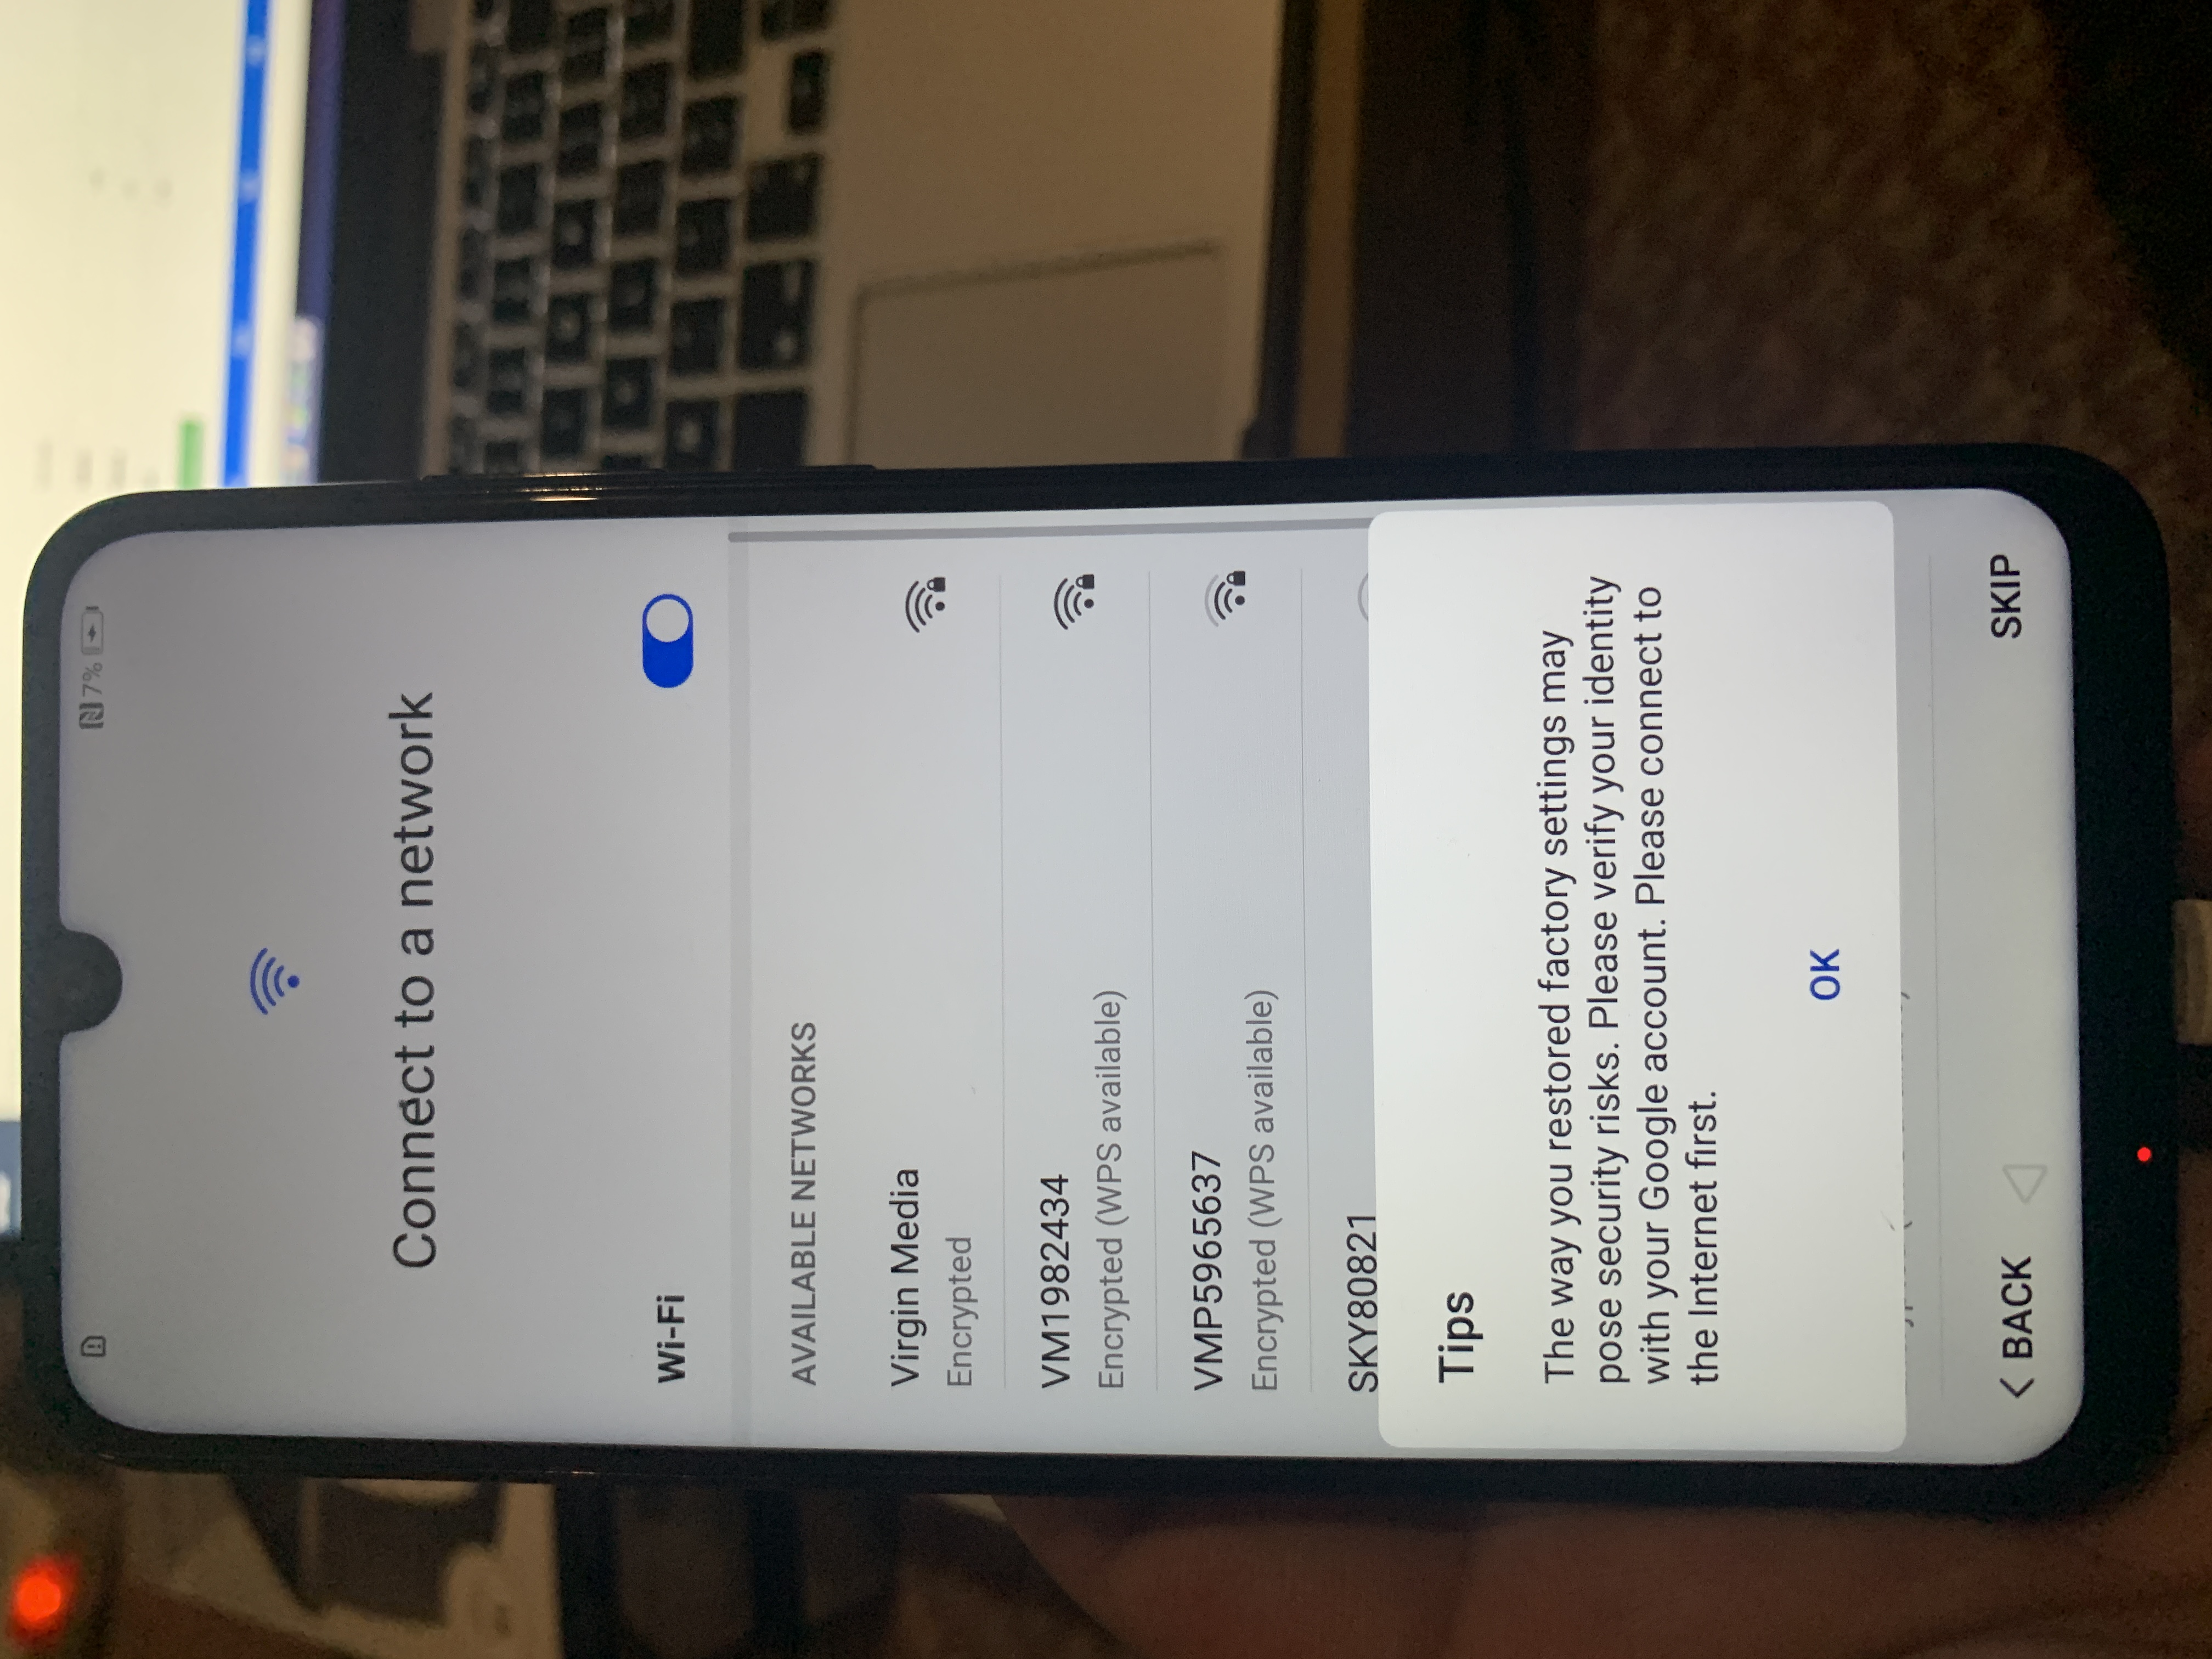 7%
Connect to a network
Wi-Fi
AVAILABLE NETWORKS
Virgin Media
Encrypted
VM1982434
Encrypted (WPS available)
VMP5965637
Encrypted (WPS available)
SKY80821
Tips
The way you restored factory settings may
pose security risks. Please verify your identity
with your Google account. Please connect to
the Internet first.
OK
BACK
SKIP